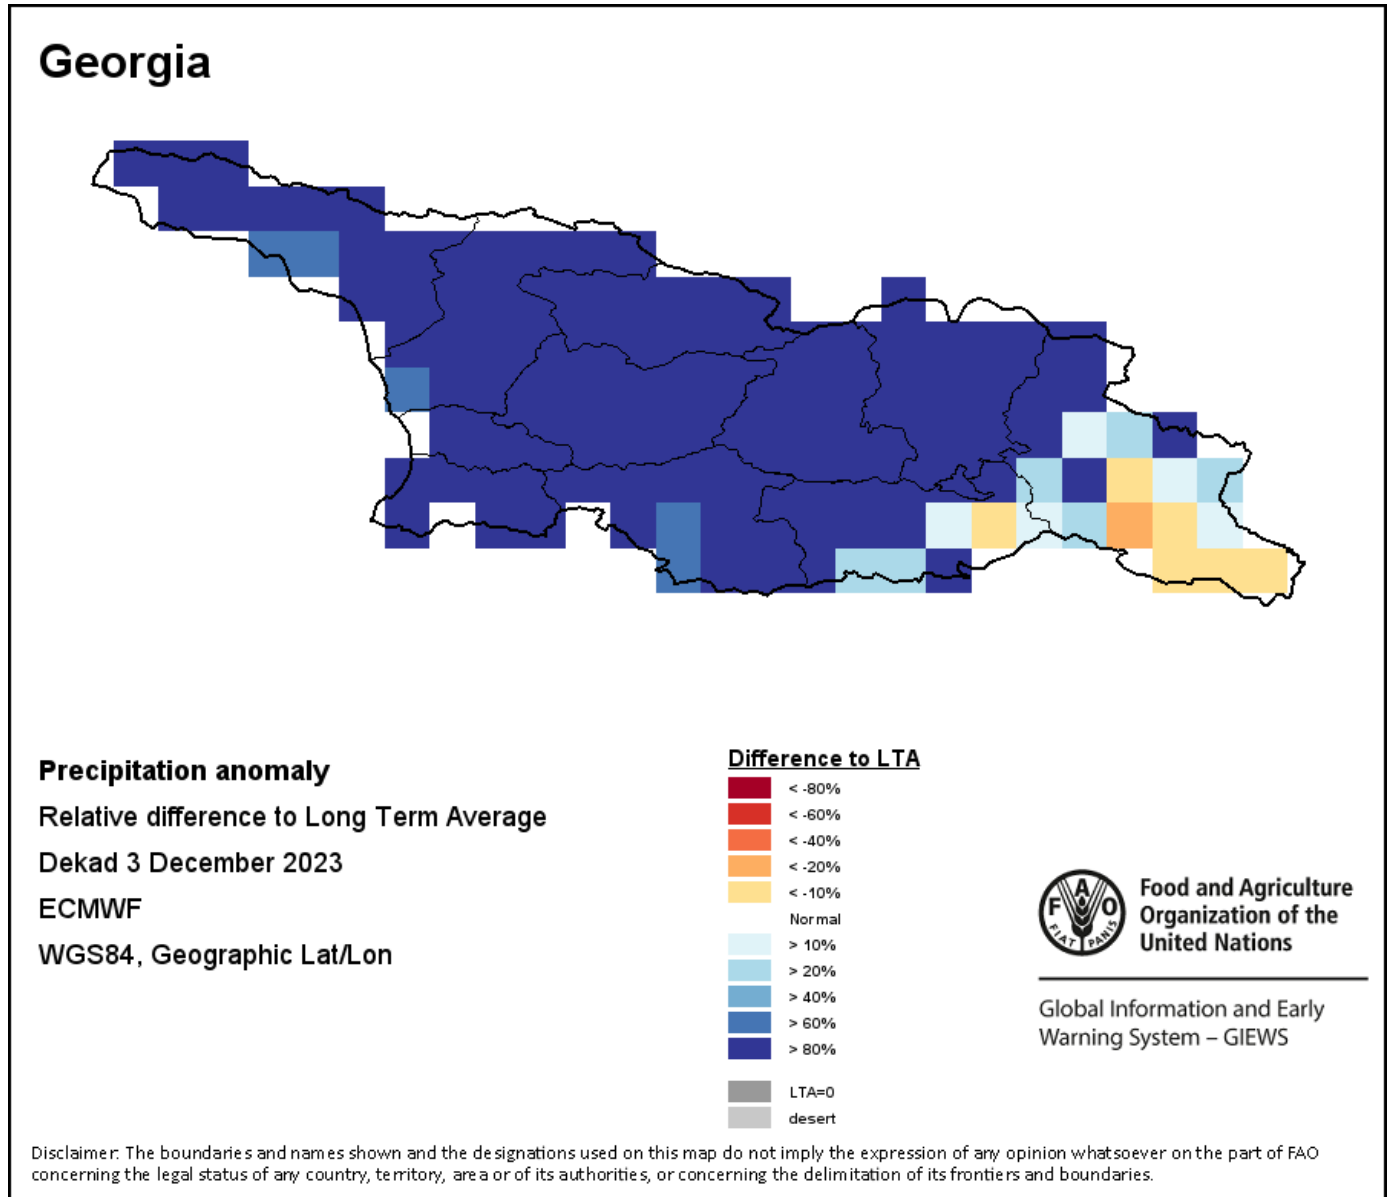 Georgia
Precipitation anomaly
Relative difference to Long Term Average
Dekad 3 December 2023
ECMWF
WGS84, Geographic Lat/Lon
Difference to LTA
< -80%
< -60%
< -40%
< -20%
< -10%
Normal
> 10%
> 20%
> 40%
> 60%
> 80%
LTA=0
desert
F A O
FIAT PANIS
Food and Agriculture
Organization of the
United Nations
Global Information and Early
Warning System – GIEWS
Disclaimer: The boundaries and names shown and the designations used on this map do not imply the expression of any opinion whatsoever on the part of FAO
concerning the legal status of any country, territory, area or of its authorities, or concerning the delimitation of its frontiers and boundaries.